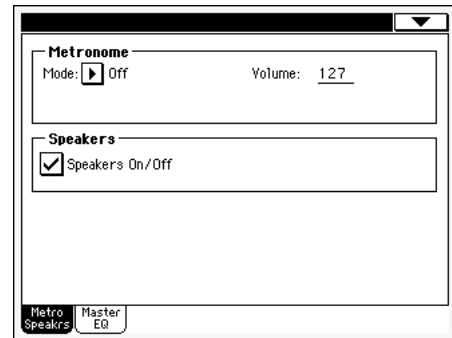 Metronome
Mode: Off Volume: 127
Speakers
Speakers On/Off
Metro Speakrs
Master EQ